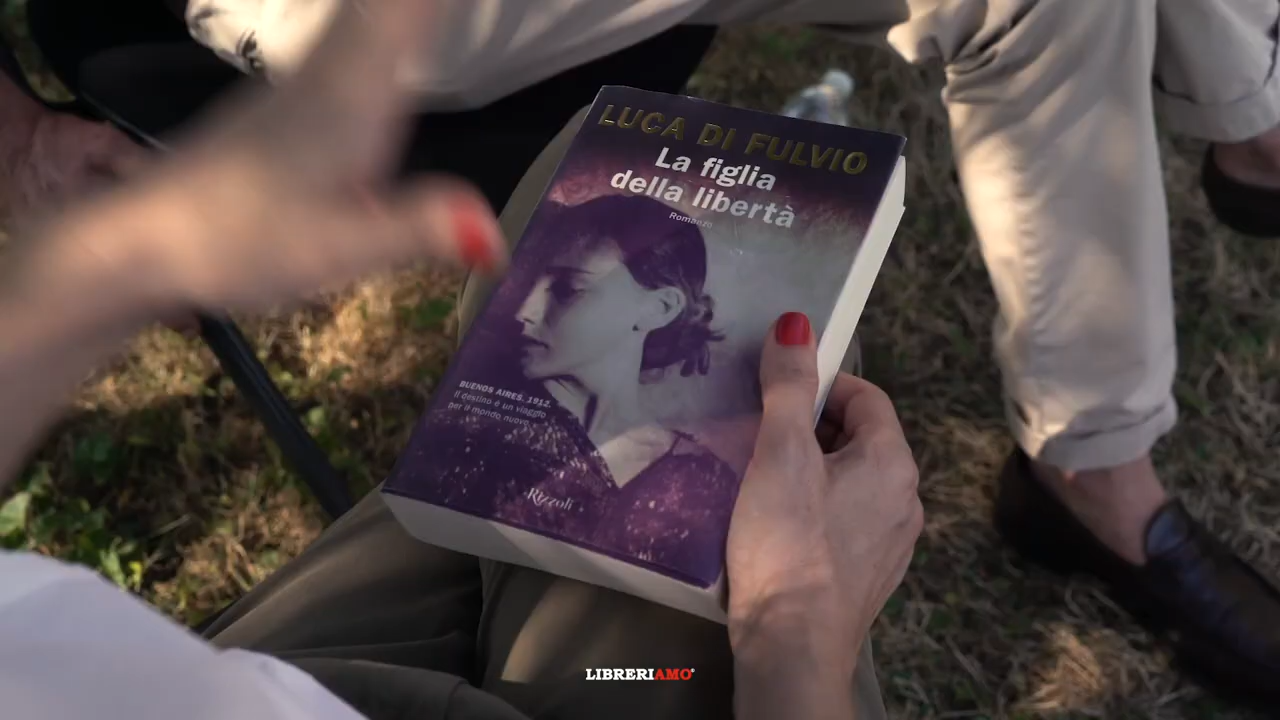 LUCA DI FULVIO
La figlia
della libertà
Romanzo
BUENOS AIRES, 1912.
Il destino è un viaggio
per il mondo nuovo.
Rizzoli
LIBRERIAMO®